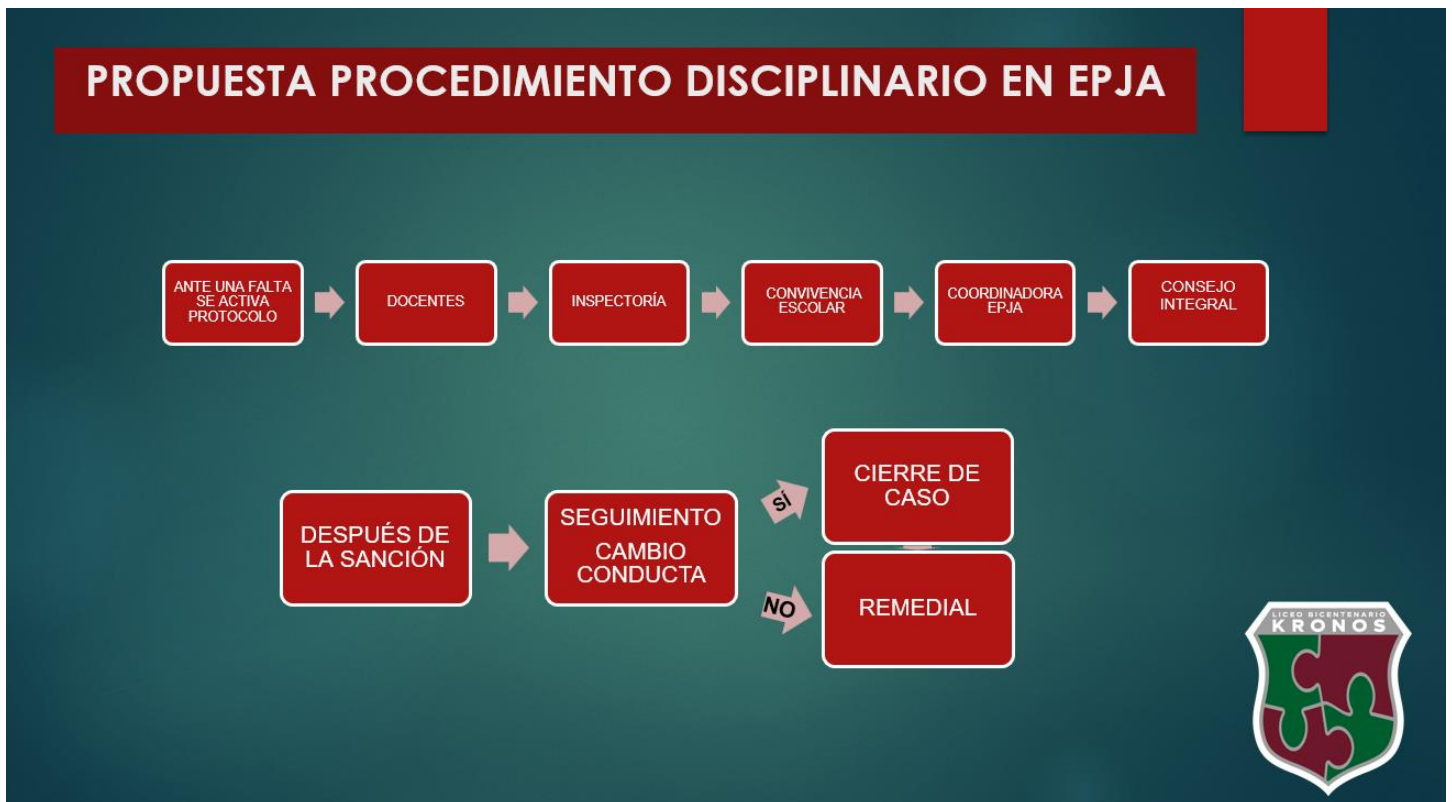 PROPUESTA PROCEDIMIENTO DISCIPLINARIO EN EPJA
ANTE UNA FALTA
SE ACTIVA
PROTOCOLO
DOCENTES
INSPECTORÍA
CONVIVENCIA
ESCOLAR
COORDINADORA
EPJA
CONSEJO
INTEGRAL
DESPUÉS DE
LA SANCIÓN
SEGUIMIENTO
CAMBIO
CONDUCTA
SÍ
CIERRE DE
CASO
NO
REMEDIAL
LICEO BICENTENARIO
KRONOS